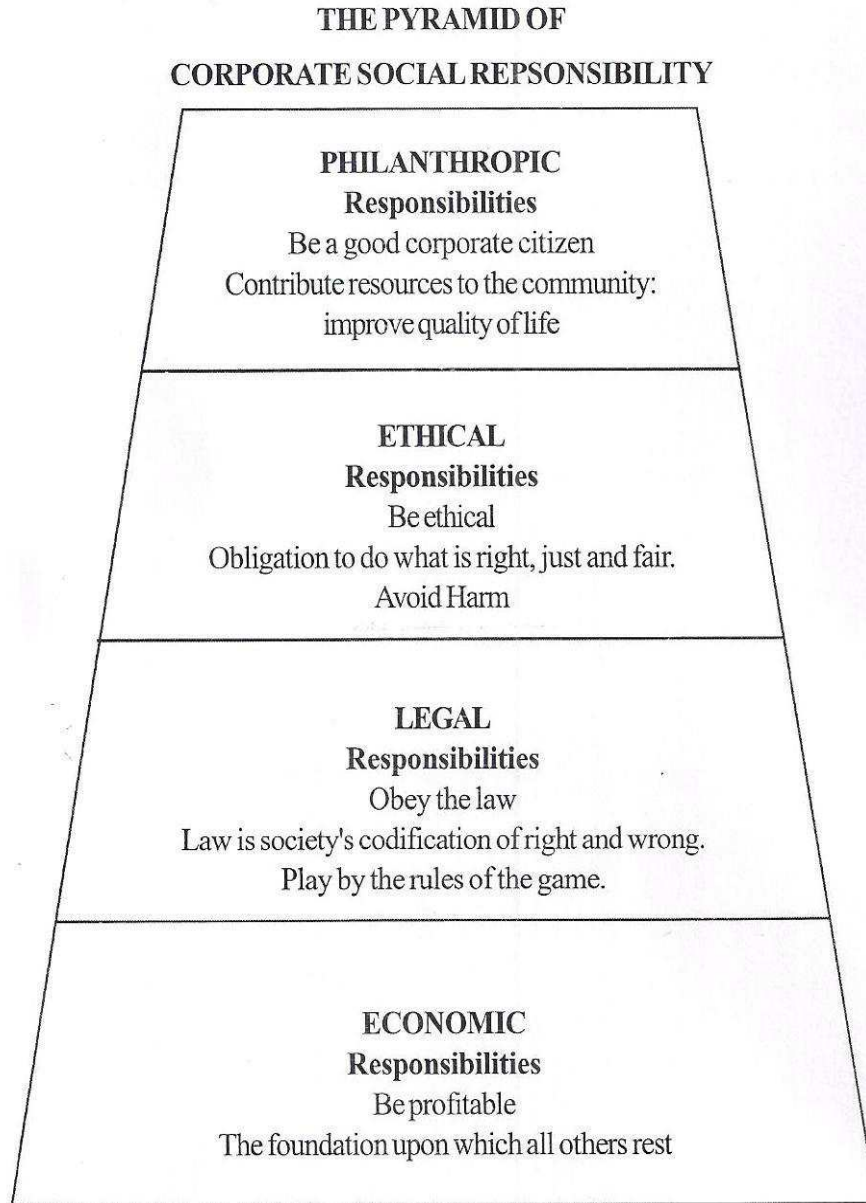 THE PYRAMID OF
CORPORATE SOCIAL REPSONSIBILITY
PHILANTHROPIC
Responsibilities
Be a good corporate citizen
Contribute resources to the community:
improve quality of life
ETHICAL
Responsibilities
Be ethical
Obligation to do what is right, just and fair.
Avoid Harm
LEGAL
Responsibilities
Obey the law
Law is society's codification of right and wrong.
Play by the rules of the game.
ECONOMIC
Responsibilities
Be profitable
The foundation upon which all others rest